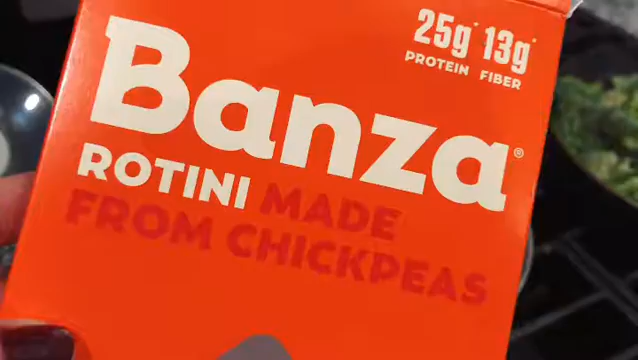 25g* 13g*
PROTEIN FIBER
Banza®
ROTINI MADE
FROM CHICKPEAS